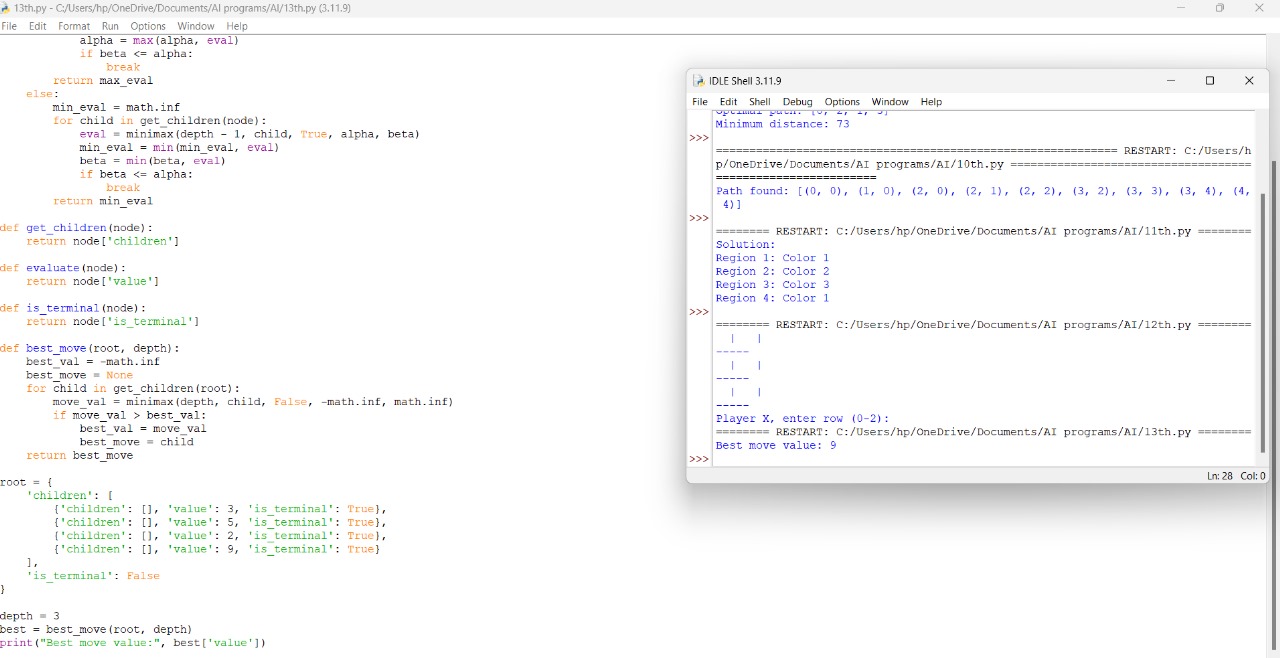 13th.py - C:/Users/hp/OneDrive/Documents/AI programs/AI/13th.py (3.11.9)
File Edit Format Run Options Window Help
            alpha = max(alpha, eval)
            if beta <= alpha:
                break
        return max_eval
    else:
        min_eval = math.inf
        for child in get_children(node):
            eval = minimax(depth - 1, child, True, alpha, beta)
            min_eval = min(min_eval, eval)
            beta = min(beta, eval)
            if beta <= alpha:
                break
        return min_eval
def get_children(node):
    return node['children']
def evaluate(node):
    return node['value']
def is_terminal(node):
    return node['is_terminal']
def best_move(root, depth):
    best_val = -math.inf
    best_move = None
    for child in get_children(root):
        move_val = minimax(depth, child, False, -math.inf, math.inf)
        if move_val > best_val:
            best_val = move_val
            best_move = child
    return best_move
root = {
    'children': [
        {'children': [], 'value': 3, 'is_terminal': True},
        {'children': [], 'value': 5, 'is_terminal': True},
        {'children': [], 'value': 2, 'is_terminal': True},
        {'children': [], 'value': 9, 'is_terminal': True}
    ],
    'is_terminal': False
}
depth = 3
best = best_move(root, depth)
print("Best move value:", best['value'])
IDLE Shell 3.11.9
File Edit Shell Debug Options Window Help
Optimal path: [0, 2, 1, 3]
Minimum distance: 73
>>>
============================================================ RESTART: C:/Users/h
p/OneDrive/Documents/AI programs/AI/10th.py ====================================
========================
Path found: [(0, 0), (1, 0), (2, 0), (2, 1), (2, 2), (3, 2), (3, 3), (3, 4), (4,
 4)]
>>>
======== RESTART: C:/Users/hp/OneDrive/Documents/AI programs/AI/11th.py ========
Solution:
Region 1: Color 1
Region 2: Color 2
Region 3: Color 3
Region 4: Color 1
>>>
======== RESTART: C:/Users/hp/OneDrive/Documents/AI programs/AI/12th.py ========
  |   |
-----
  |   |
-----
  |   |
-----
Player X, enter row (0-2):
======== RESTART: C:/Users/hp/OneDrive/Documents/AI programs/AI/13th.py ========
Best move value: 9
>>>
Ln: 28 Col: 0